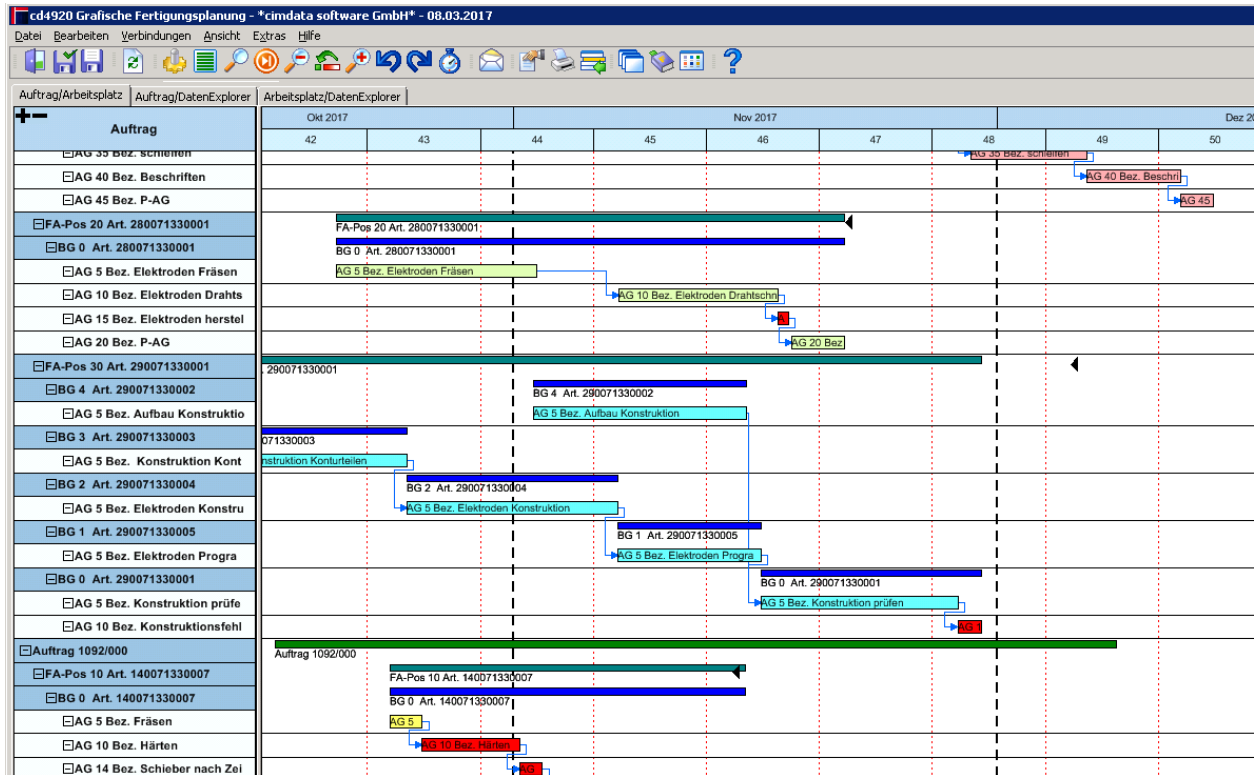 cd4920 Grafische Fertigungsplanung - *cimdata software GmbH* - 08.03.2017
Datei Bearbeiten Verbindungen Ansicht Extras Hilfe
Auftrag/Arbeitsplatz Auftrag/DatenExplorer Arbeitsplatz/DatenExplorer
Auftrag
Okt 2017 Nov 2017 Dez 20
42 43 44 45 46 47 48 49 50
AG 35 Bez. schleifen AG 35 Bez. schleifen
AG 40 Bez. Beschriften AG 40 Bez. Beschri
AG 45 Bez. P-AG AG 45
FA-Pos 20 Art. 280071330001 FA-Pos 20 Art. 280071330001
BG 0 Art. 280071330001 BG 0 Art. 280071330001
AG 5 Bez. Elektroden Fräsen AG 5 Bez. Elektroden Fräsen
AG 10 Bez. Elektroden Drahts AG 10 Bez. Elektroden Drahtschn
AG 15 Bez. Elektroden herstel A
AG 20 Bez. P-AG AG 20 Bez
FA-Pos 30 Art. 290071330001 . 290071330001
BG 4 Art. 290071330002 BG 4 Art. 290071330002
AG 5 Bez. Aufbau Konstruktio AG 5 Bez. Aufbau Konstruktion
BG 3 Art. 290071330003 071330003
AG 5 Bez. Konstruktion Kont nstruktion Konturteilen
BG 2 Art. 290071330004 BG 2 Art. 290071330004
AG 5 Bez. Elektroden Konstru AG 5 Bez. Elektroden Konstruktion
BG 1 Art. 290071330005 BG 1 Art. 290071330005
AG 5 Bez. Elektroden Progra AG 5 Bez. Elektroden Progra
BG 0 Art. 290071330001 BG 0 Art. 290071330001
AG 5 Bez. Konstruktion prüfe AG 5 Bez. Konstruktion prüfen
AG 10 Bez. Konstruktionsfehl AG 1
Auftrag 1092/000 Auftrag 1092/000
FA-Pos 10 Art. 140071330007 FA-Pos 10 Art. 140071330007
BG 0 Art. 140071330007 BG 0 Art. 140071330007
AG 5 Bez. Fräsen AG 5
AG 10 Bez. Härten AG 10 Bez. Härten
AG 14 Bez. Schieber nach Zei AG